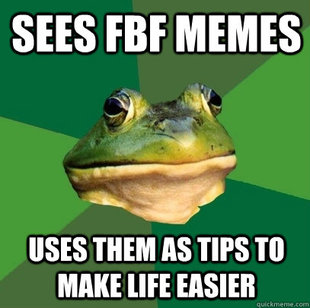 SEES FBF MEMES
USES THEM AS TIPS TO
MAKE LIFE EASIER
quickmeme.com